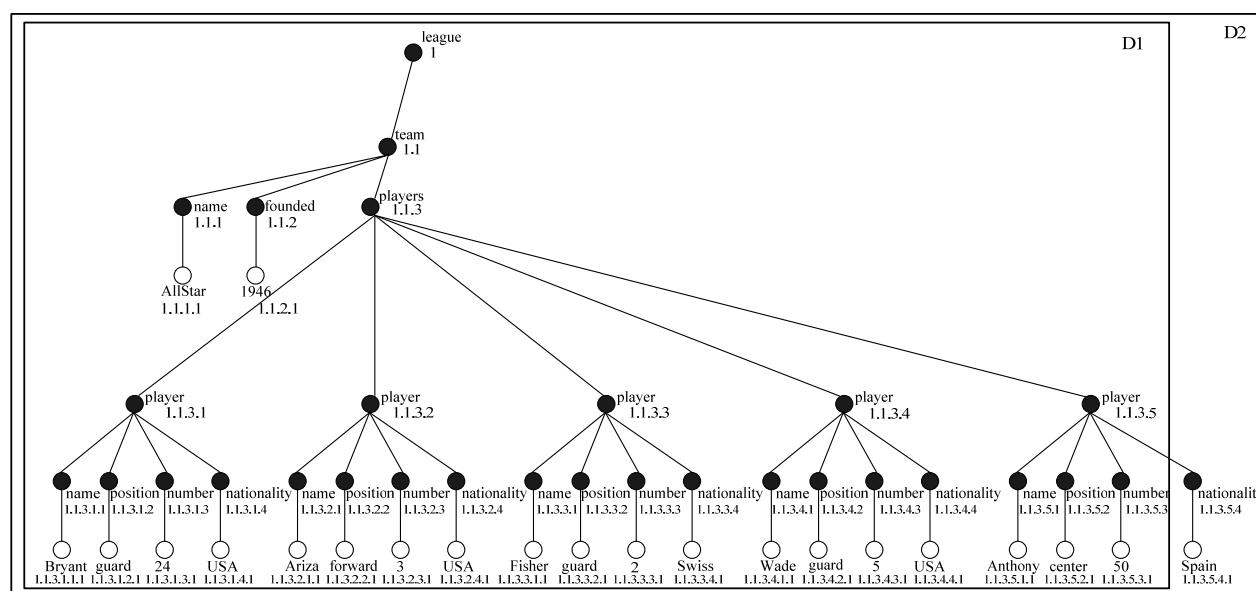 league
1
D1
D2
team
1.1
name
1.1.1
founded
1.1.2
players
1.1.3
AllStar
1.1.1.1
1946
1.1.2.1
player
1.1.3.1
player
1.1.3.2
player
1.1.3.3
player
1.1.3.4
player
1.1.3.5
name position number nationality name position number nationality name position number nationality name position number nationality name position number nationalit
1.1.3.1.1 1.1.3.1.2 1.1.3.1.3 1.1.3.1.4 1.1.3.2.1 1.1.3.2.2 1.1.3.2.3 1.1.3.2.4 1.1.3.3.1 1.1.3.3.2 1.1.3.3.3 1.1.3.3.4 1.1.3.4.1 1.1.3.4.2 1.1.3.4.3 1.1.3.4.4 1.1.3.5.1 1.1.3.5.2 1.1.3.5.3 1.1.3.5.4
Bryant guard 24 USA Ariza forward 3 USA Fisher guard 2 Swiss Wade guard 5 USA Anthony center 50 Spain
1.1.3.1.1.1 1.1.3.1.2.1 1.1.3.1.3.1 1.1.3.1.4.1 1.1.3.2.1.1 1.1.3.2.2.1 1.1.3.2.3.1 1.1.3.2.4.1 1.1.3.3.1.1 1.1.3.3.2.1 1.1.3.3.3.1 1.1.3.3.4.1 1.1.3.4.1.1 1.1.3.4.2.1 1.1.3.4.3.1 1.1.3.4.4.1 1.1.3.5.1.1 1.1.3.5.2.1 1.1.3.5.3.1 1.1.3.5.4.1